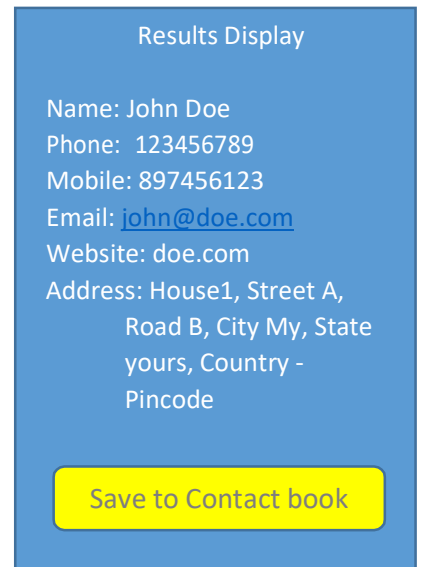 Results Display
Name: John Doe
Phone: 123456789
Mobile: 897456123
Email: john@doe.com
Website: doe.com
Address: House1, Street A,
Road B, City My, State
yours, Country -
Pincode
Save to Contact book